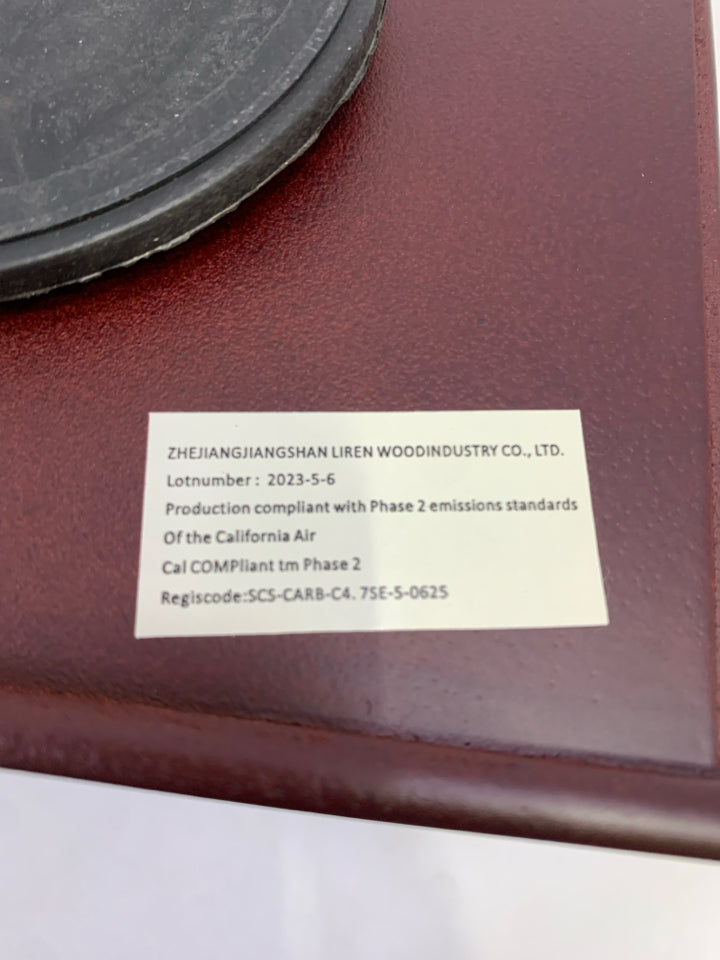 ZHEJIANGJIANGSHAN LIREN WOODINDUSTRY CO., LTD.
Lotnumber : 2023-5-6
Production compliant with Phase 2 emissions standards
Of the California Air
Cal COMPliant tm Phase 2
Regiscode:SCS-CARB-C4. 7SE-5-0625